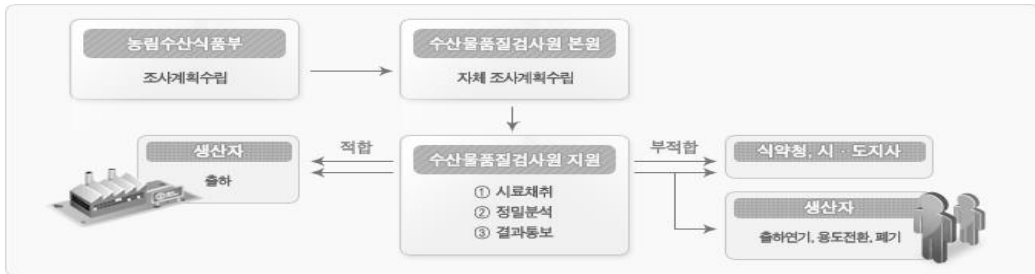 농림수산식품부
조사계획수립
수산물품질검사원 본원
자체 조사계획수립
생산자
출하
적합
수산물품질검사원 지원
① 시료채취
② 정밀분석
③ 결과통보
부적합
식약청, 시 · 도지사
생산자
출하연기, 용도전환, 폐기